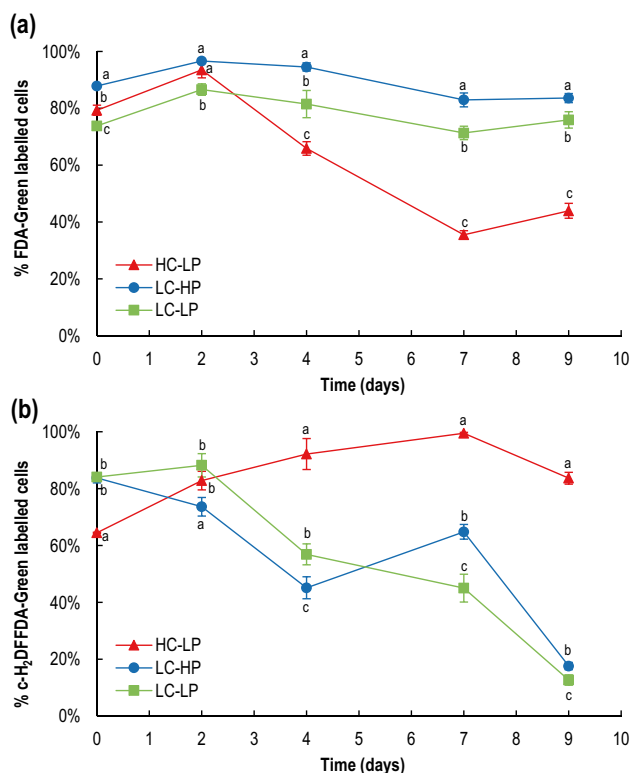 (a)
100%
80%
60%
40%
20%
0%
% FDA-Green labelled cells
a
b
c
a
a
b
a
b
c
a
b
c
a
b
c
HC-LP
LC-HP
LC-LP
0 1 2 3 4 5 6 7 8 9 10
Time (days)
(b)
100%
80%
60%
40%
20%
0%
% c-H₂DFFDA-Green labelled cells
b
b
a
b
b
a
a
b
c
a
b
c
a
b
c
HC-LP
LC-HP
LC-LP
0 1 2 3 4 5 6 7 8 9 10
Time (days)